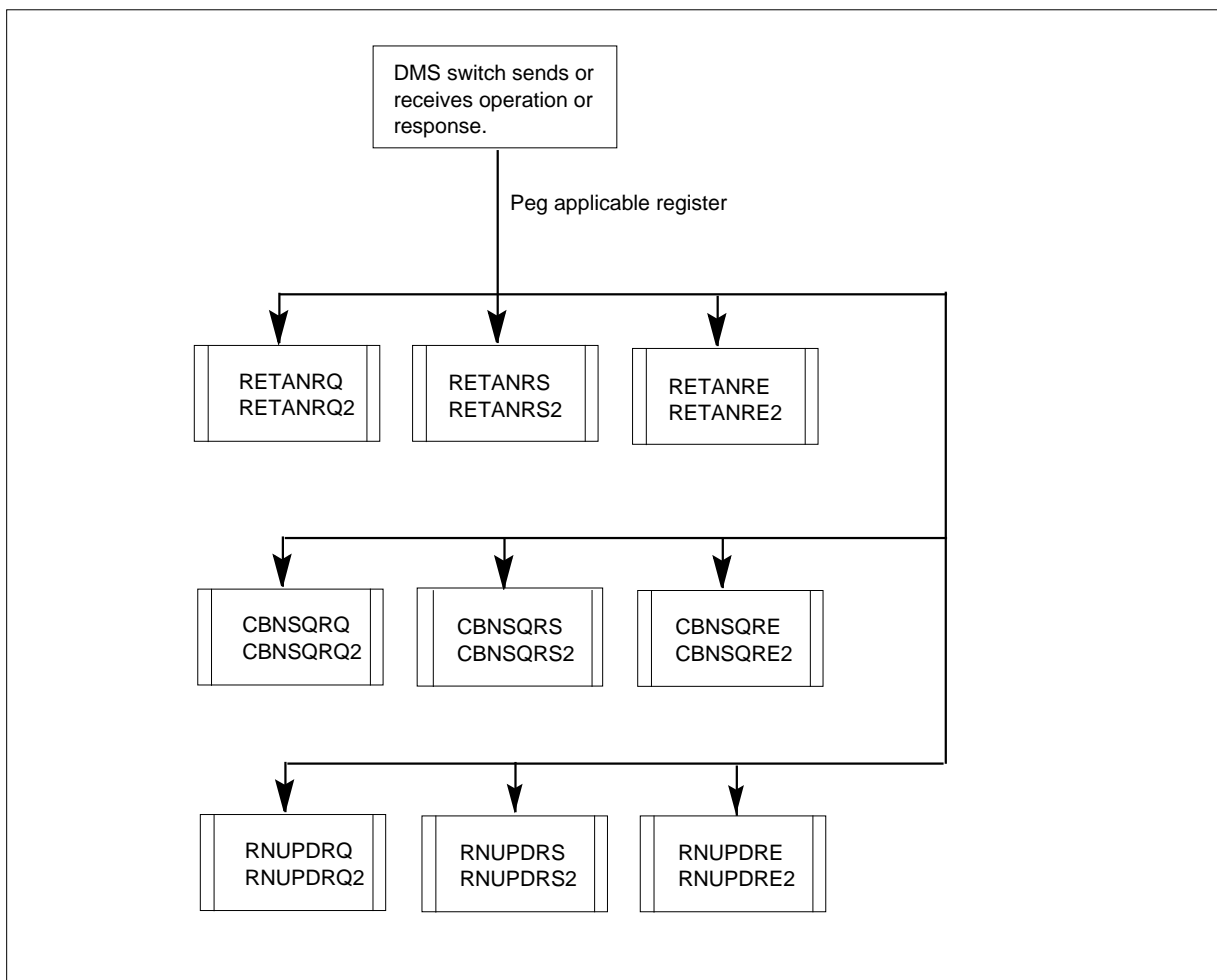 DMS switch sends or
receives operation or
response.
Peg applicable register
RETANRQ
RETANRQ2
RETANRS
RETANRS2
RETANRE
RETANRE2
CBNSQRQ
CBNSQRQ2
CBNSQRS
CBNSQRS2
CBNSQRE
CBNSQRE2
RNUPDRQ
RNUPDRQ2
RNUPDRS
RNUPDRS2
RNUPDRE
RNUPDRE2